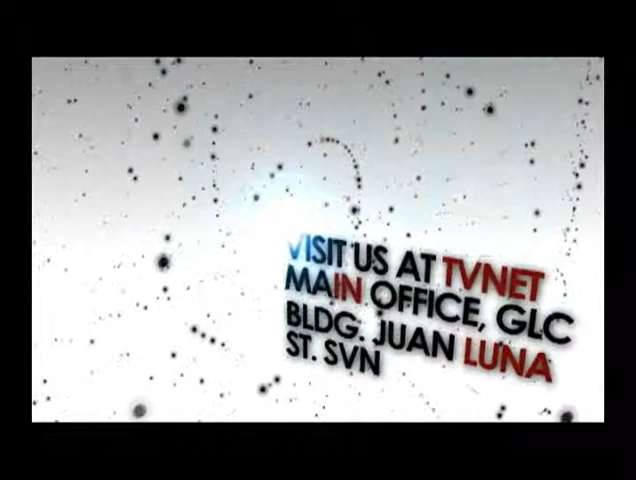 VISIT US AT TVNET
MAIN OFFICE, GLC
BLDG. JUAN LUNA
ST. SVN